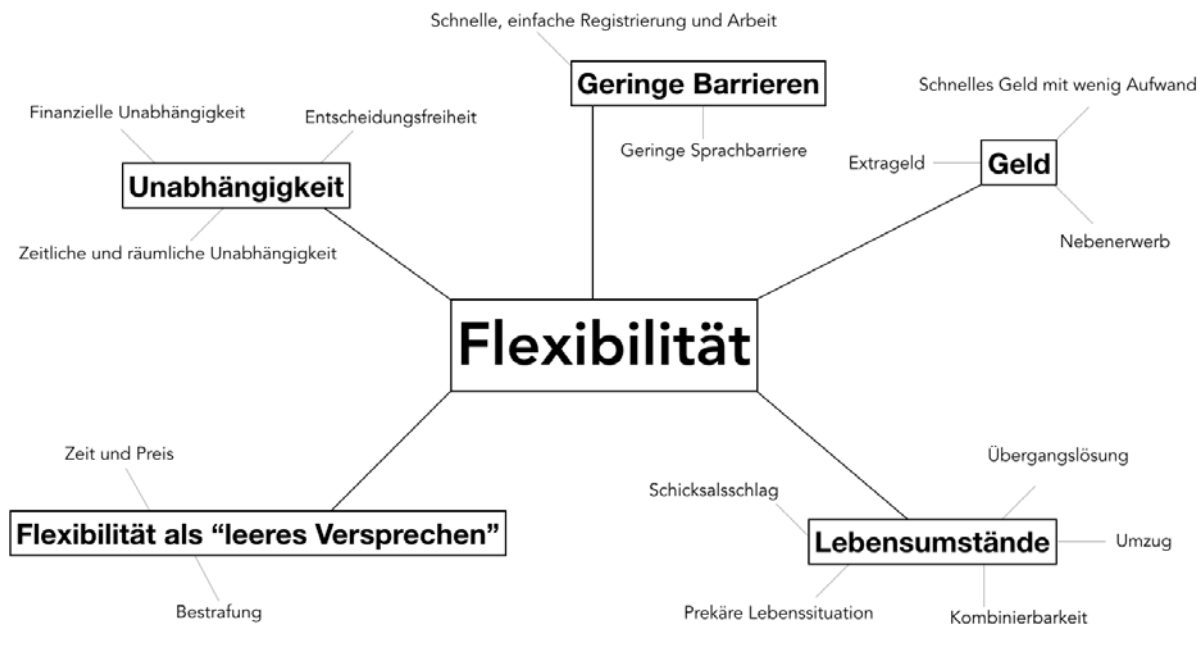 Schnelle, einfache Registrierung und Arbeit
Geringe Barrieren
Geringe Sprachbarriere
Finanzielle Unabhängigkeit
Entscheidungsfreiheit
Unabhängigkeit
Zeitliche und räumliche Unabhängigkeit
Schnelles Geld mit wenig Aufwand
Extrageld
Geld
Nebenerwerb
Flexibilität
Zeit und Preis
Flexibilität als “leeres Versprechen”
Bestrafung
Übergangslösung
Schicksalsschlag
Lebensumstände
Umzug
Prekäre Lebenssituation
Kombinierbarkeit